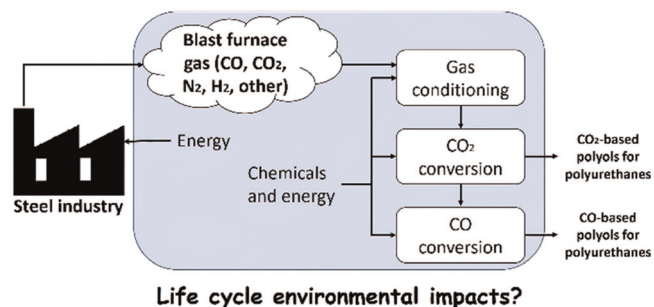 Blast furnace
gas (CO, CO₂,
N₂, H₂, other)
Gas
conditioning
Energy
Steel industry
Chemicals
and energy
CO₂
conversion
CO₂-based
polyols for
polyurethanes
CO
conversion
CO-based
polyols for
polyurethanes
Life cycle environmental impacts?